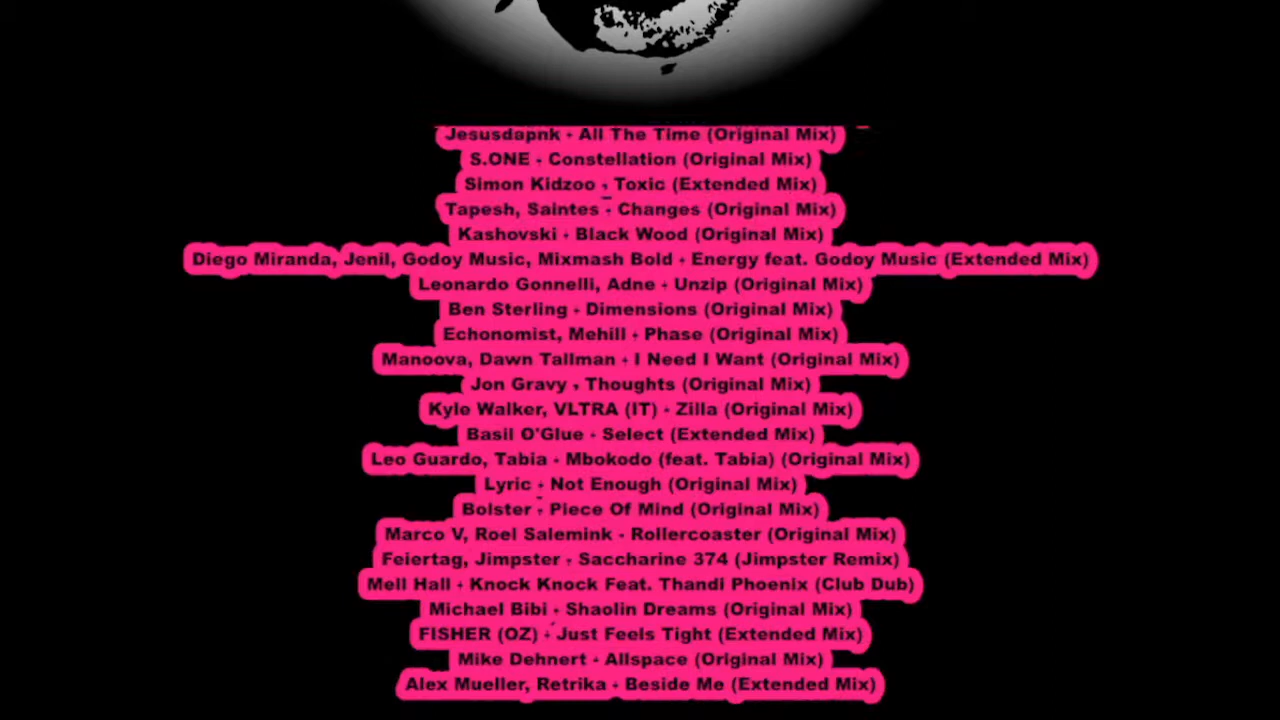 Jesusdapnk - All The Time (Original Mix)
S.ONE - Constellation (Original Mix)
Simon Kidzoo - Toxic (Extended Mix)
Tapesh, Saintes - Changes (Original Mix)
Kashovski - Black Wood (Original Mix)
Diego Miranda, Jenil, Godoy Music, Mixmash Bold - Energy feat. Godoy Music (Extended Mix)
Leonardo Gonnelli, Adne - Unzip (Original Mix)
Ben Sterling - Dimensions (Original Mix)
Echonomist, Mehill - Phase (Original Mix)
Manoova, Dawn Tallman - I Need I Want (Original Mix)
Jon Gravy - Thoughts (Original Mix)
Kyle Walker, VLTRA (IT) - Zilla (Original Mix)
Basil O'Glue - Select (Extended Mix)
Leo Guardo, Tabia - Mbokodo (feat. Tabia) (Original Mix)
Lyric - Not Enough (Original Mix)
Bolster - Piece Of Mind (Original Mix)
Marco V, Roel Salemink - Rollercoaster (Original Mix)
Feiertag, Jimpster - Saccharine 374 (Jimpster Remix)
Mell Hall - Knock Knock Feat. Thandi Phoenix (Club Dub)
Michael Bibi - Shaolin Dreams (Original Mix)
FISHER (OZ) - Just Feels Tight (Extended Mix)
Mike Dehnert - Allspace (Original Mix)
Alex Mueller, Retrika - Beside Me (Extended Mix)